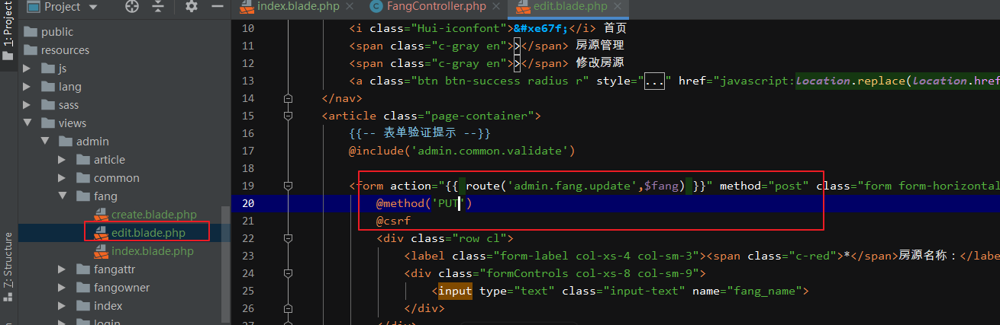 Project
index.blade.php
FangController.php
edit.blade.php
1: Project
Z: Structure
public
resources
js
lang
sass
views
admin
article
common
fang
create.blade.php
edit.blade.php
index.blade.php
fangattr
fangowner
index
login
10 <i class="Hui-iconfont">&#xe67f;</i> 首页
11 <span class="c-gray en">></span> 房源管理
12 <span class="c-gray en">></span> 修改房源
13 <a class="btn btn-success radius r" style="..." href="javascript:location.replace(location.href
14 </nav>
15 <article class="page-container">
16 {{-- 表单验证提示 --}}
17 @include('admin.common.validate')
18
19 <form action="{{ route('admin.fang.update',$fang) }}" method="post" class="form form-horizontal
20 @method('PUT')
21 @csrf
22 <div class="row cl">
23 <label class="form-label col-xs-4 col-sm-3"><span class="c-red">*</span>房源名称：</label
24 <div class="formControls col-xs-8 col-sm-9">
25 <input type="text" class="input-text" name="fang_name">
26 </div>
27 </div>